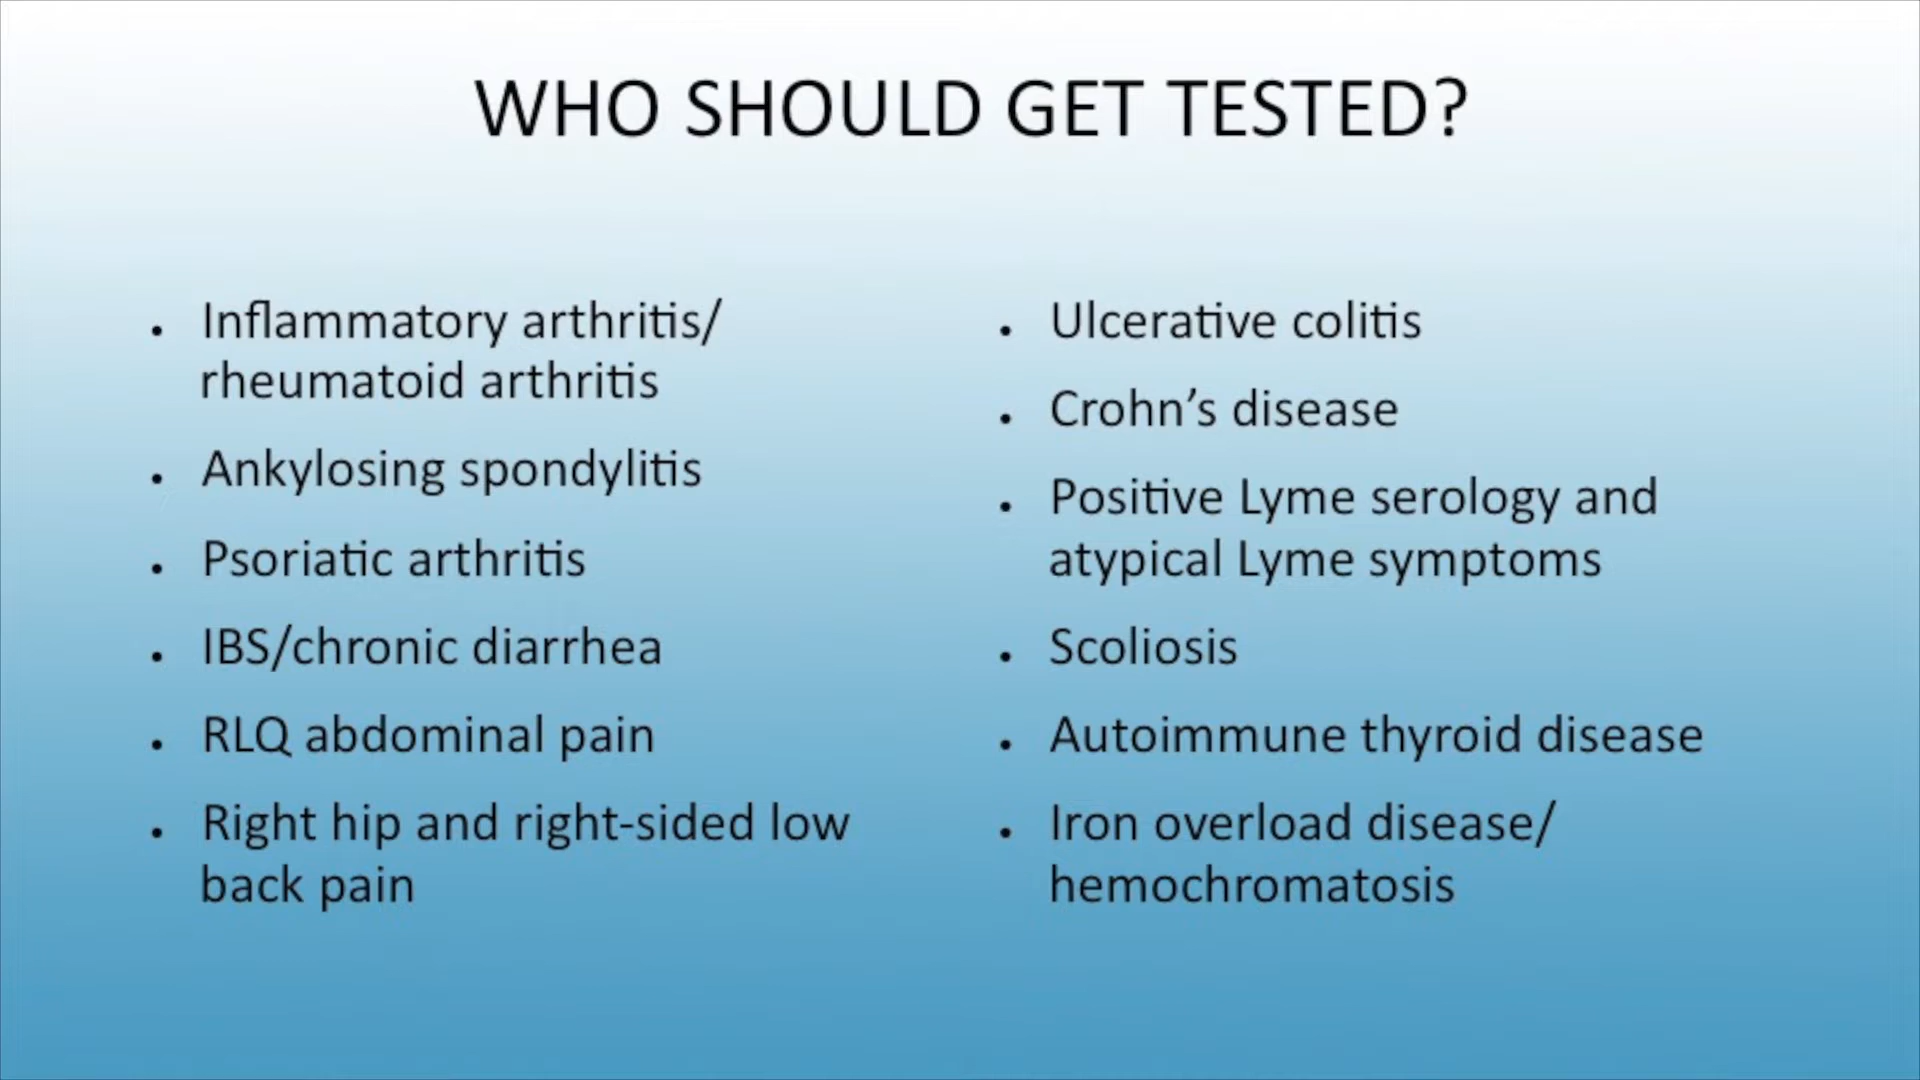 WHO SHOULD GET TESTED?
• Inflammatory arthritis/
rheumatoid arthritis
• Ankylosing spondylitis
• Psoriatic arthritis
• IBS/chronic diarrhea
• RLQ abdominal pain
• Right hip and right-sided low
back pain
• Ulcerative colitis
• Crohn’s disease
• Positive Lyme serology and
atypical Lyme symptoms
• Scoliosis
• Autoimmune thyroid disease
• Iron overload disease/
hemochromatosis